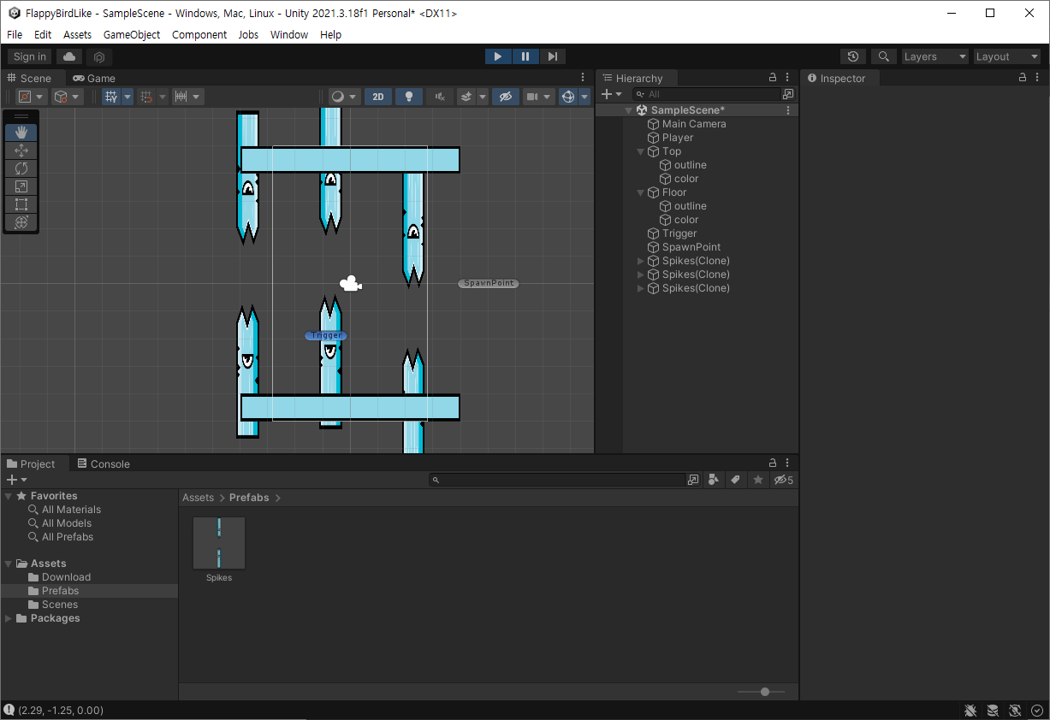 FlappyBirdLike - SampleScene - Windows, Mac, Linux - Unity 2021.3.18f1 Personal* <DX11>
File Edit Assets GameObject Component Jobs Window Help
Sign in Layers Layout
Scene Game Hierarchy Inspector
2D All
SampleScene*
Main Camera
Player
Top
outline
color
Floor
outline
color
Trigger
SpawnPoint
Spikes(Clone)
Spikes(Clone)
Spikes(Clone)
SpawnPoint
Trigger
Project Console
5
Favorites
All Materials
All Models
All Prefabs
Assets
Download
Prefabs
Scenes
Packages
Assets > Prefabs >
Spikes
(2.29, -1.25, 0.00)